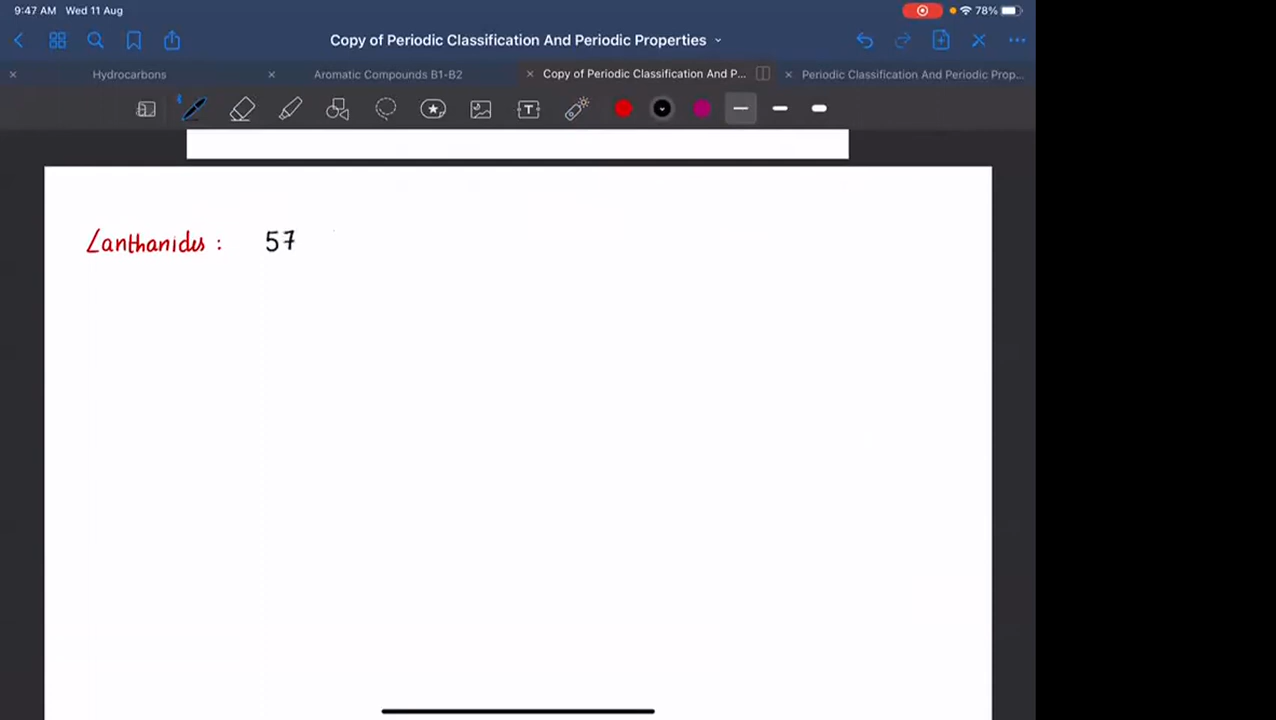 9:47 AM Wed 11 Aug 78%
Copy of Periodic Classification And Periodic Properties
Hydrocarbons Aromatic Compounds B1-B2 Copy of Periodic Classification And P... Periodic Classification And Periodic Prop...
T
Lanthanides : 57